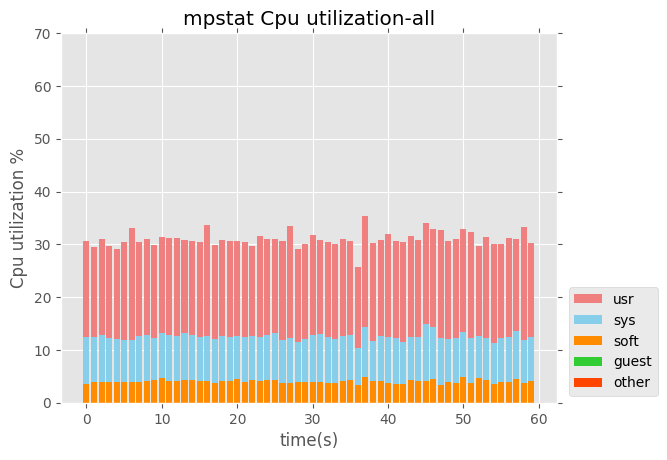 mpstat Cpu utilization-all
70
60
50
40
30
20
10
0
Cpu utilization %
0 10 20 30 40 50 60
time(s)
usr
sys
soft
guest
other